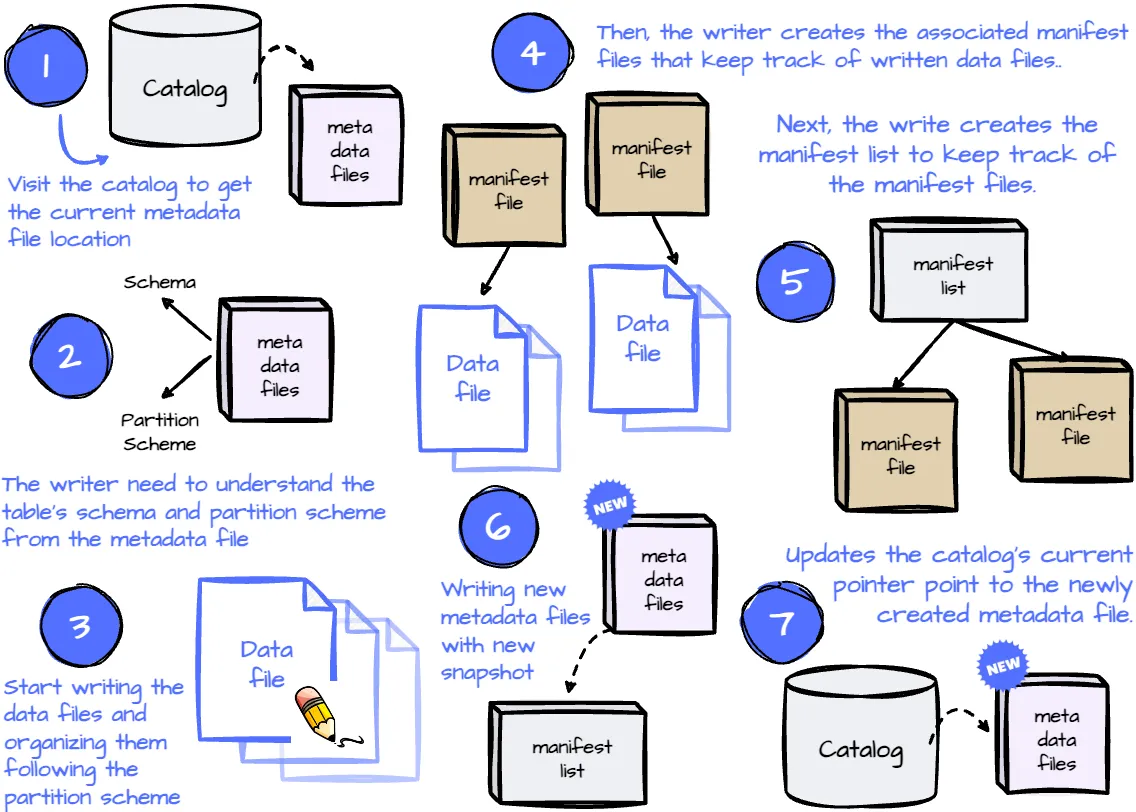 1
Catalog
meta
data
files
Visit the catalog to get
the current metadata
file location
2
Schema
Partition
Scheme
meta
data
files
The writer need to understand the
table's schema and partition scheme
from the metadata file
3
Data
file
Start writing the
data files and
organizing them
following the
partition scheme
4
Then, the writer creates the associated manifest
files that keep track of written data files..
manifest
file
manifest
file
Data
file
Data
file
Next, the write creates the
manifest list to keep track of
the manifest files.
5
manifest
list
manifest
file
manifest
file
6
NEW
meta
data
files
Writing new
metadata files
with new
snapshot
manifest
list
Updates the catalog's current
pointer point to the newly
created metadata file.
7
Catalog
NEW
meta
data
files